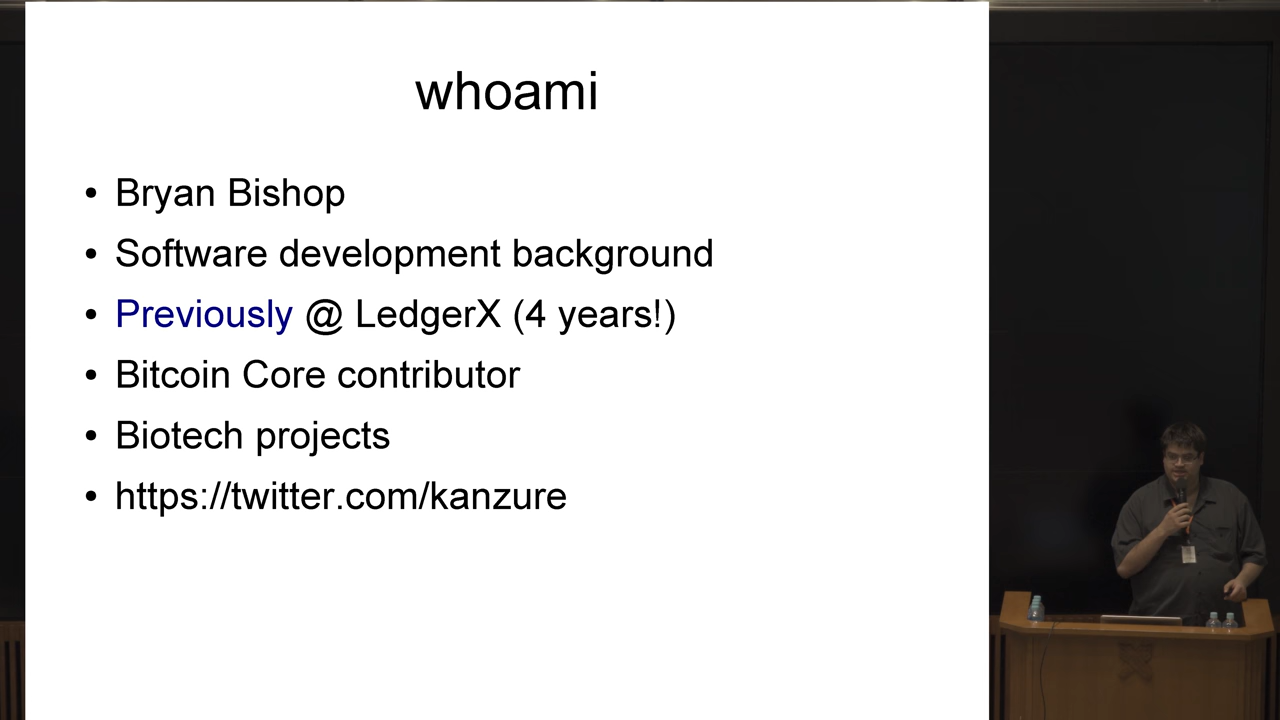 whoami
• Bryan Bishop
• Software development background
• Previously @ LedgerX (4 years!)
• Bitcoin Core contributor
• Biotech projects
• https://twitter.com/kanzure